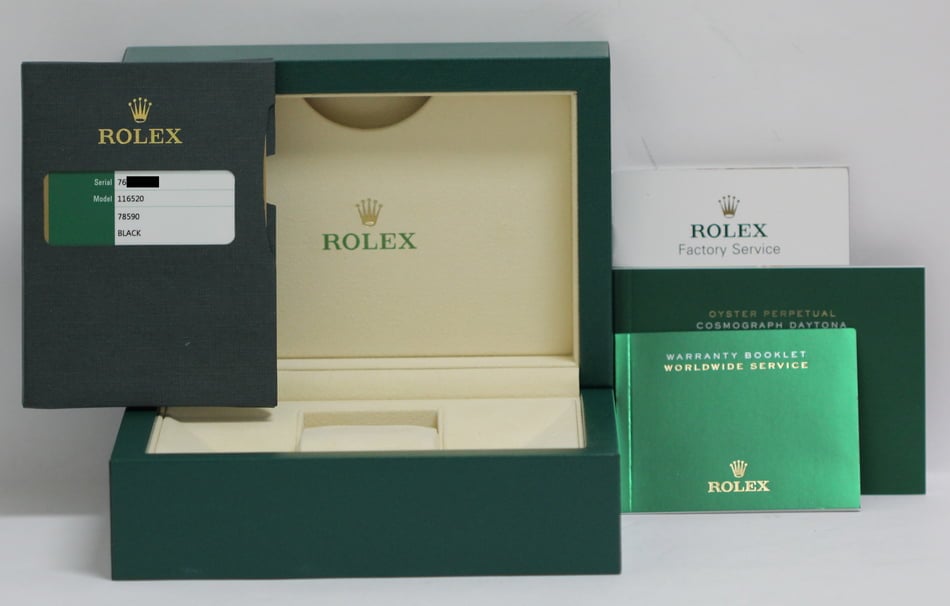 ROLEX
Serial 76
Model 116520
78590
BLACK
ROLEX
ROLEX
Factory Service
OYSTER PERPETUAL
COSMOGRAPH DAYTONA
WARRANTY BOOKLET
WORLDWIDE SERVICE
ROLEX